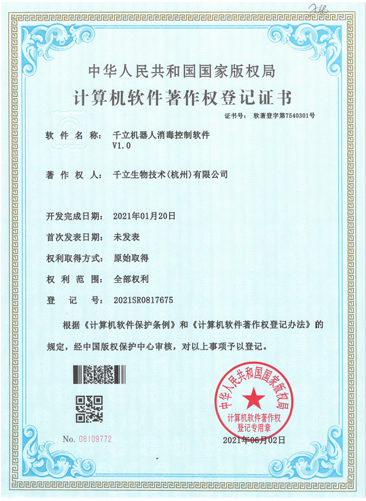 中华人民共和国国家版权局
计算机软件著作权登记证书
证书号: 软著登字第7540301号
软件名称: 千立机器人消毒控制软件
V1.0
著作权人: 千立生物技术(杭州)有限公司
开发完成日期: 2021年01月20日
首次发表日期: 未发表
权利取得方式: 原始取得
权利范围: 全部权利
登记号: 2021SR0817675
根据《计算机软件保护条例》和《计算机软件著作权登记办法》的
规定,经中国版权保护中心审核,对以上事项予以登记。
中华人民共和国国家版权局
计算机软件著作权
登记专用章
No. 08109772
2021年06月02日